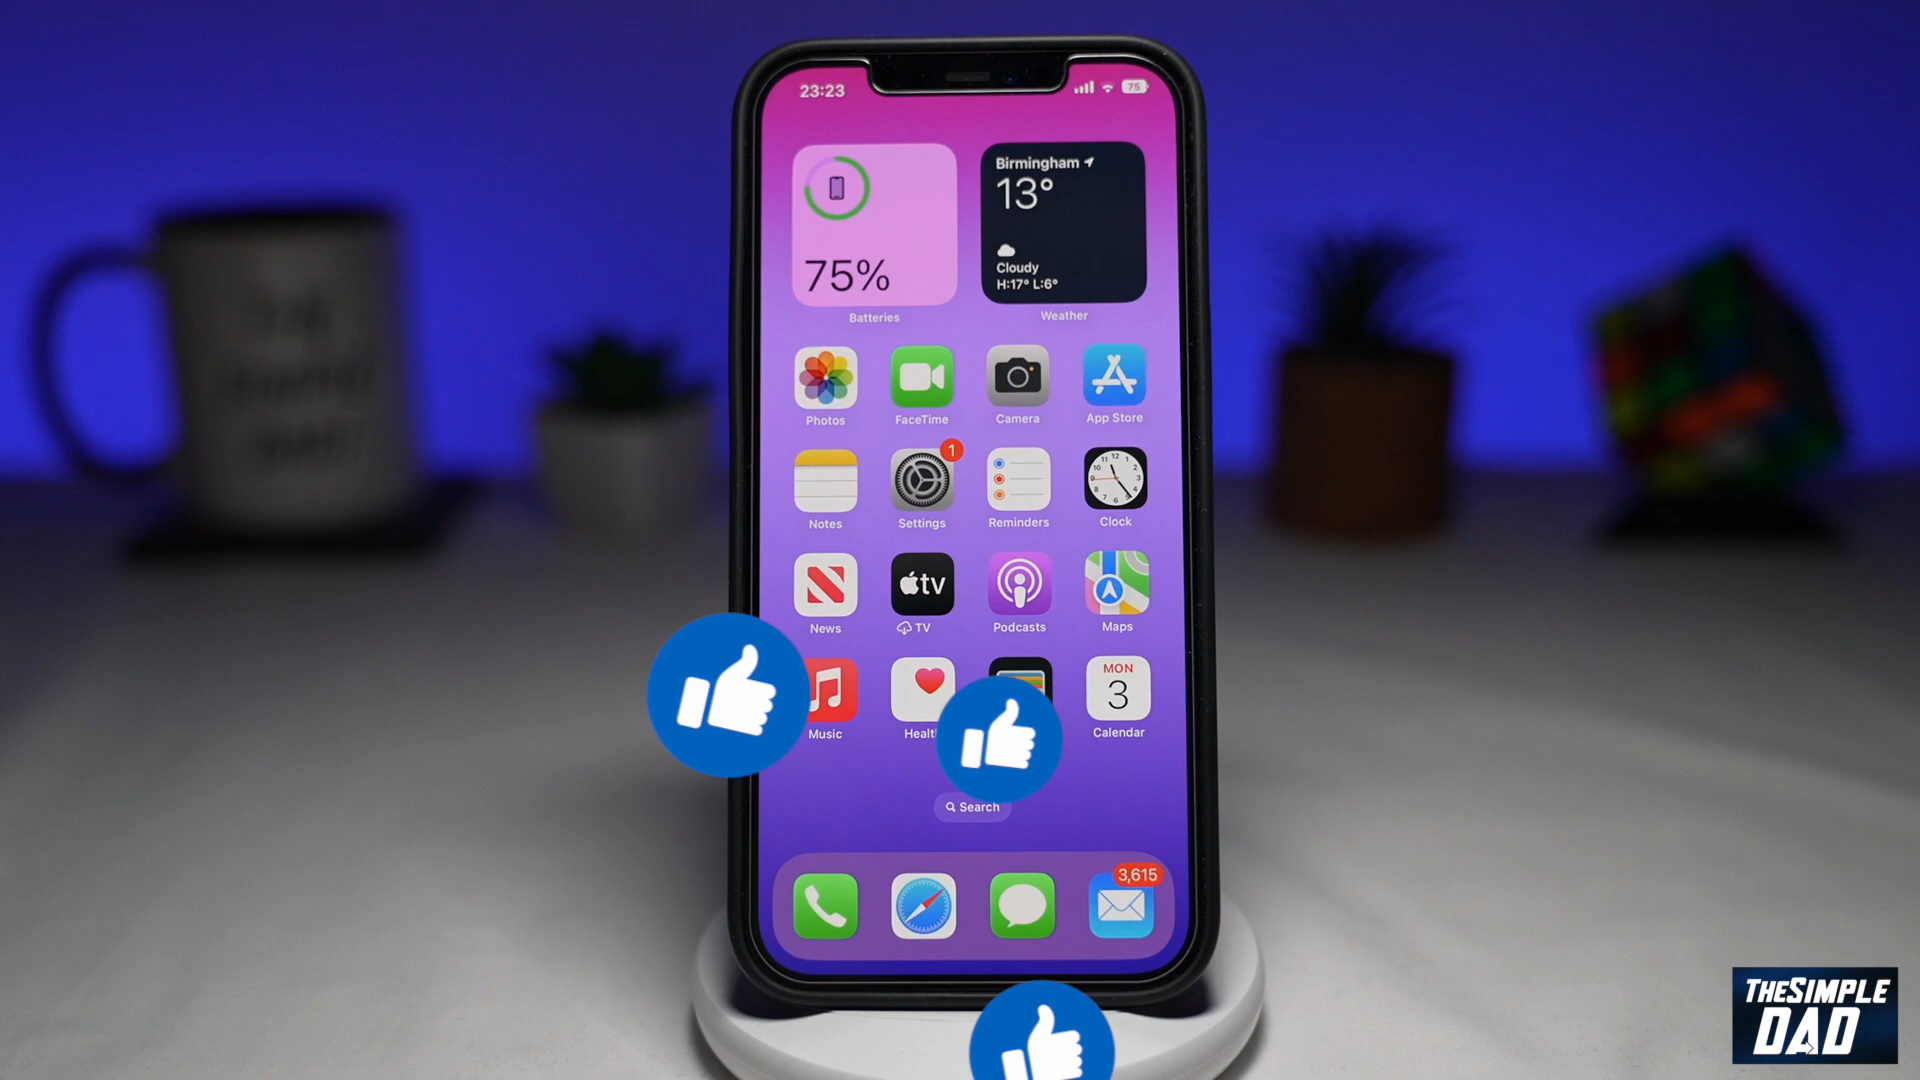 23:23
75
75%
Batteries
Birmingham
13°
Cloudy
H:17° L:6°
Weather
Photos
FaceTime
Camera
App Store
Notes
1
Settings
Reminders
Clock
News
tv
TV
Podcasts
Maps
Music
Healt
MON
3
Calendar
Search
3,615
THESIMPLE
DAD